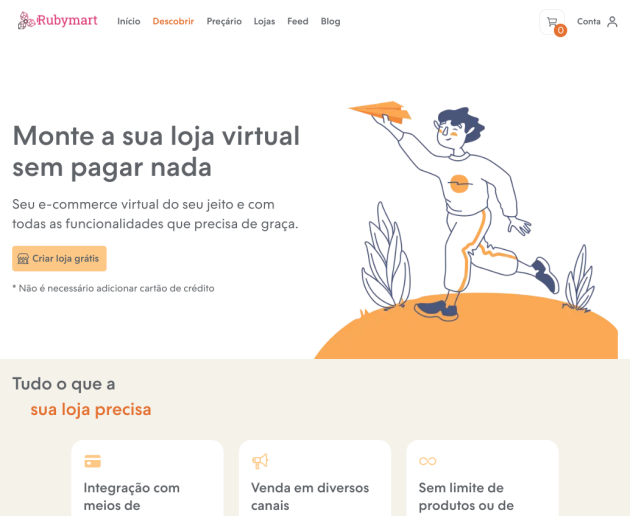 Rubymart
Início Descobrir Preçário Lojas Feed Blog
0
Conta
Monte a sua loja virtual
sem pagar nada
Seu e-commerce virtual do seu jeito e com
todas as funcionalidades que precisa de graça.
Criar loja grátis
* Não é necessário adicionar cartão de crédito
Tudo o que a
sua loja precisa
Integração com
meios de
Venda em diversos
canais
Sem limite de
produtos ou de